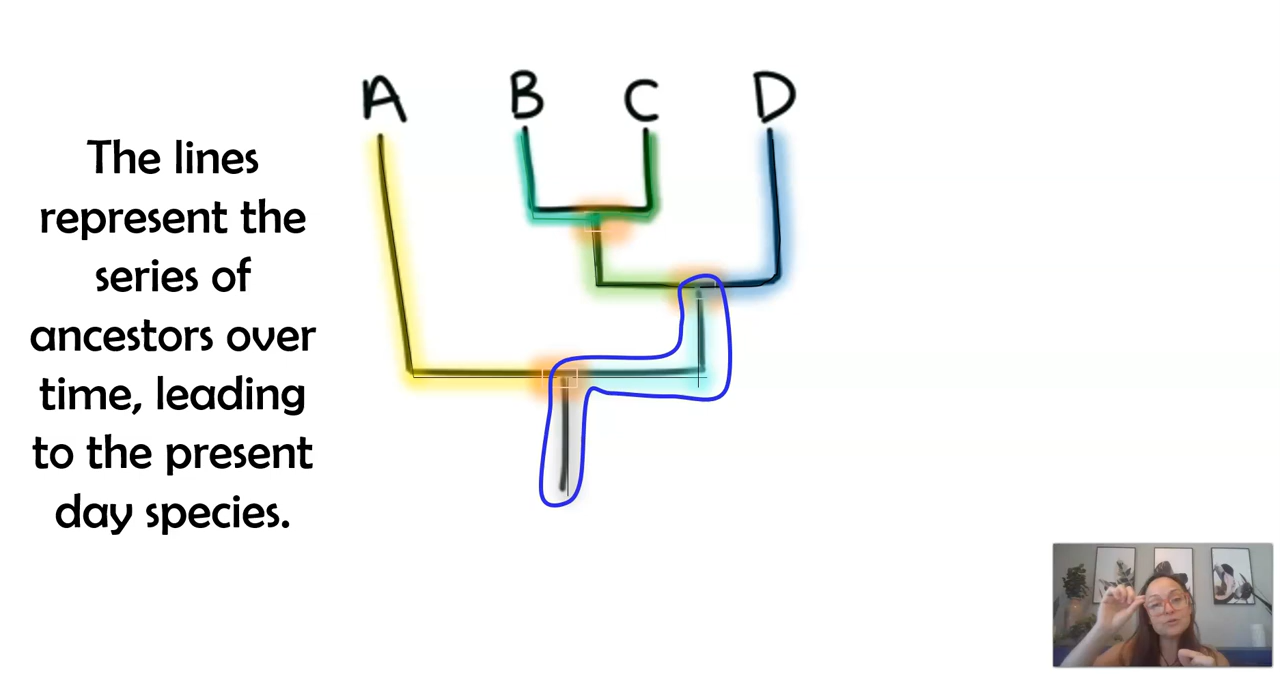 The lines
represent the
series of
ancestors over
time, leading
to the present
day species.
A B C D